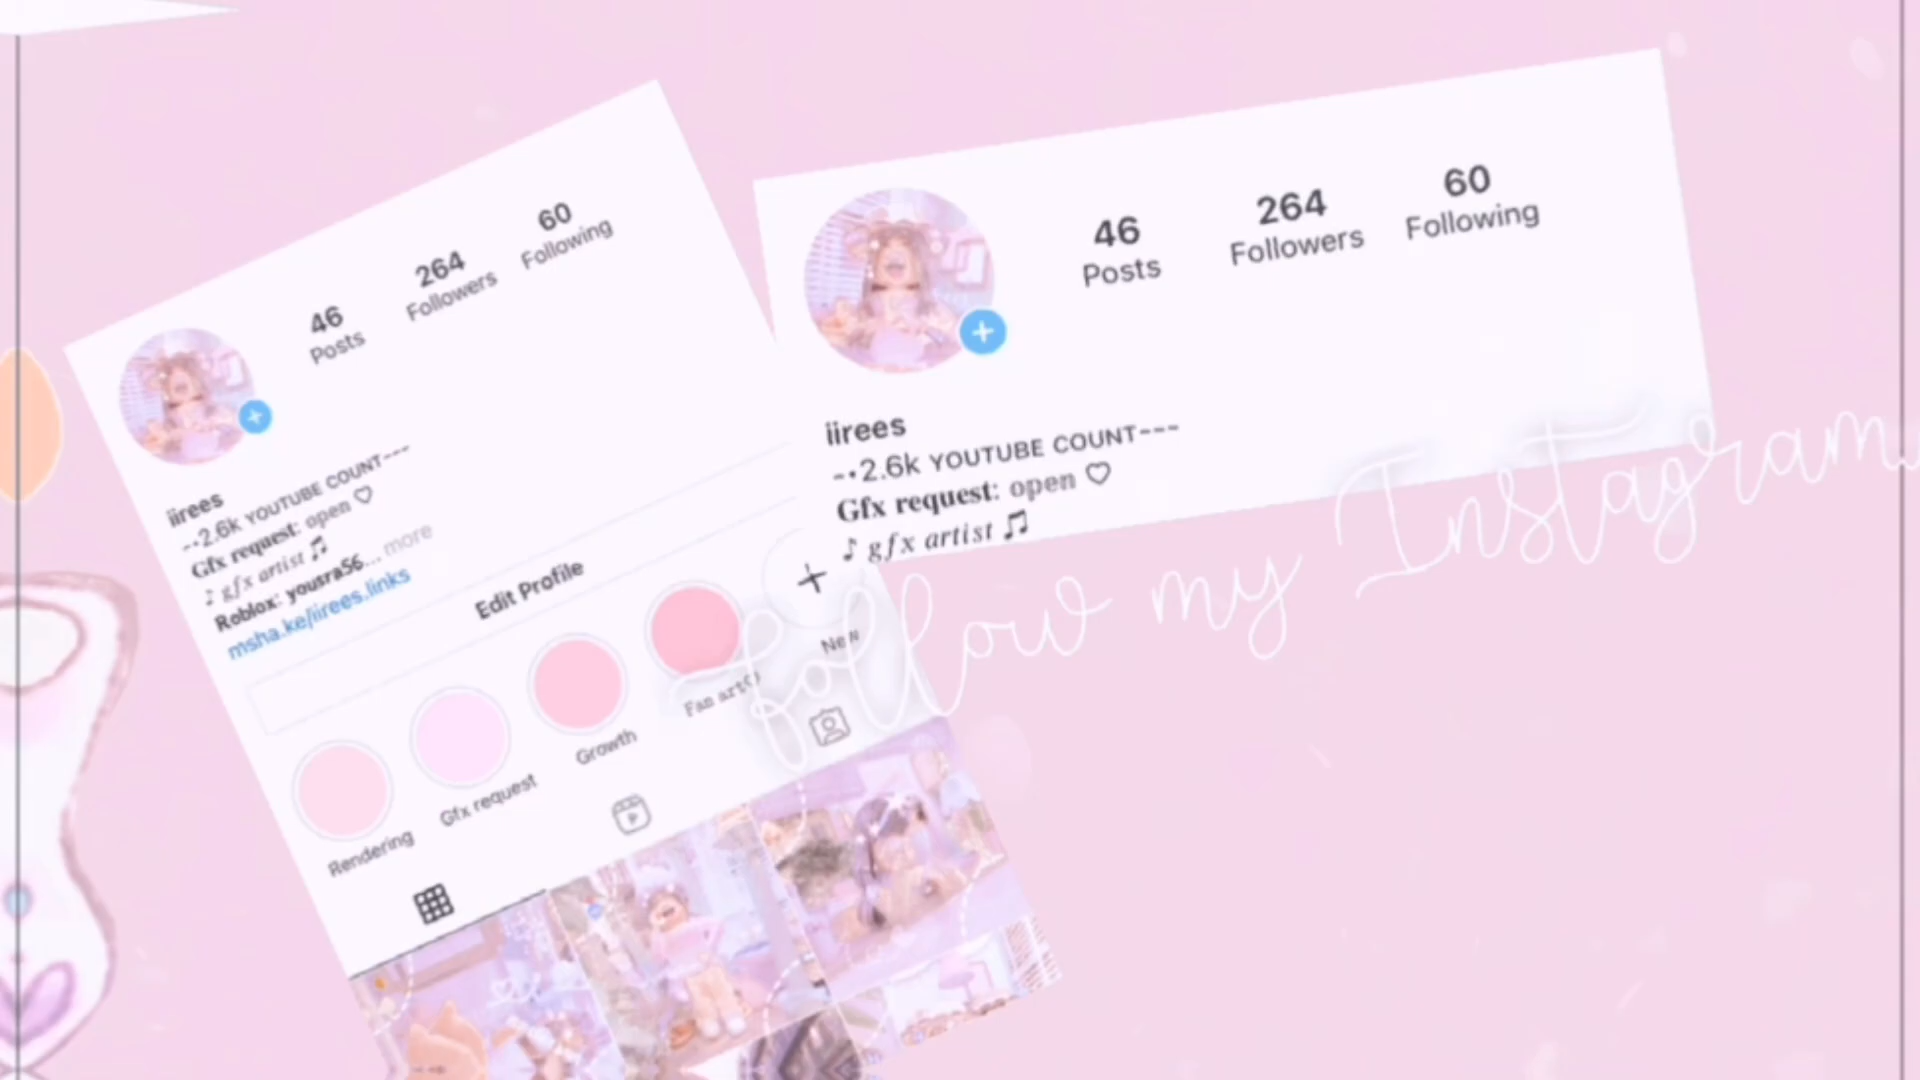 46
Posts
264
Followers
60
Following
iirees
-•2.6k YOUTUBE COUNT---
Gfx request: open ♡
♪ gfx artist 🎵
Roblox: yousra56... more
msha.ke/iirees.links
Edit Profile
Rendering
Gfx request
Growth
Fan art
New
46
Posts
264
Followers
60
Following
iirees
-•2.6k YOUTUBE COUNT---
Gfx request: open ♡
♪ gfx artist 🎵
follow my Instagram